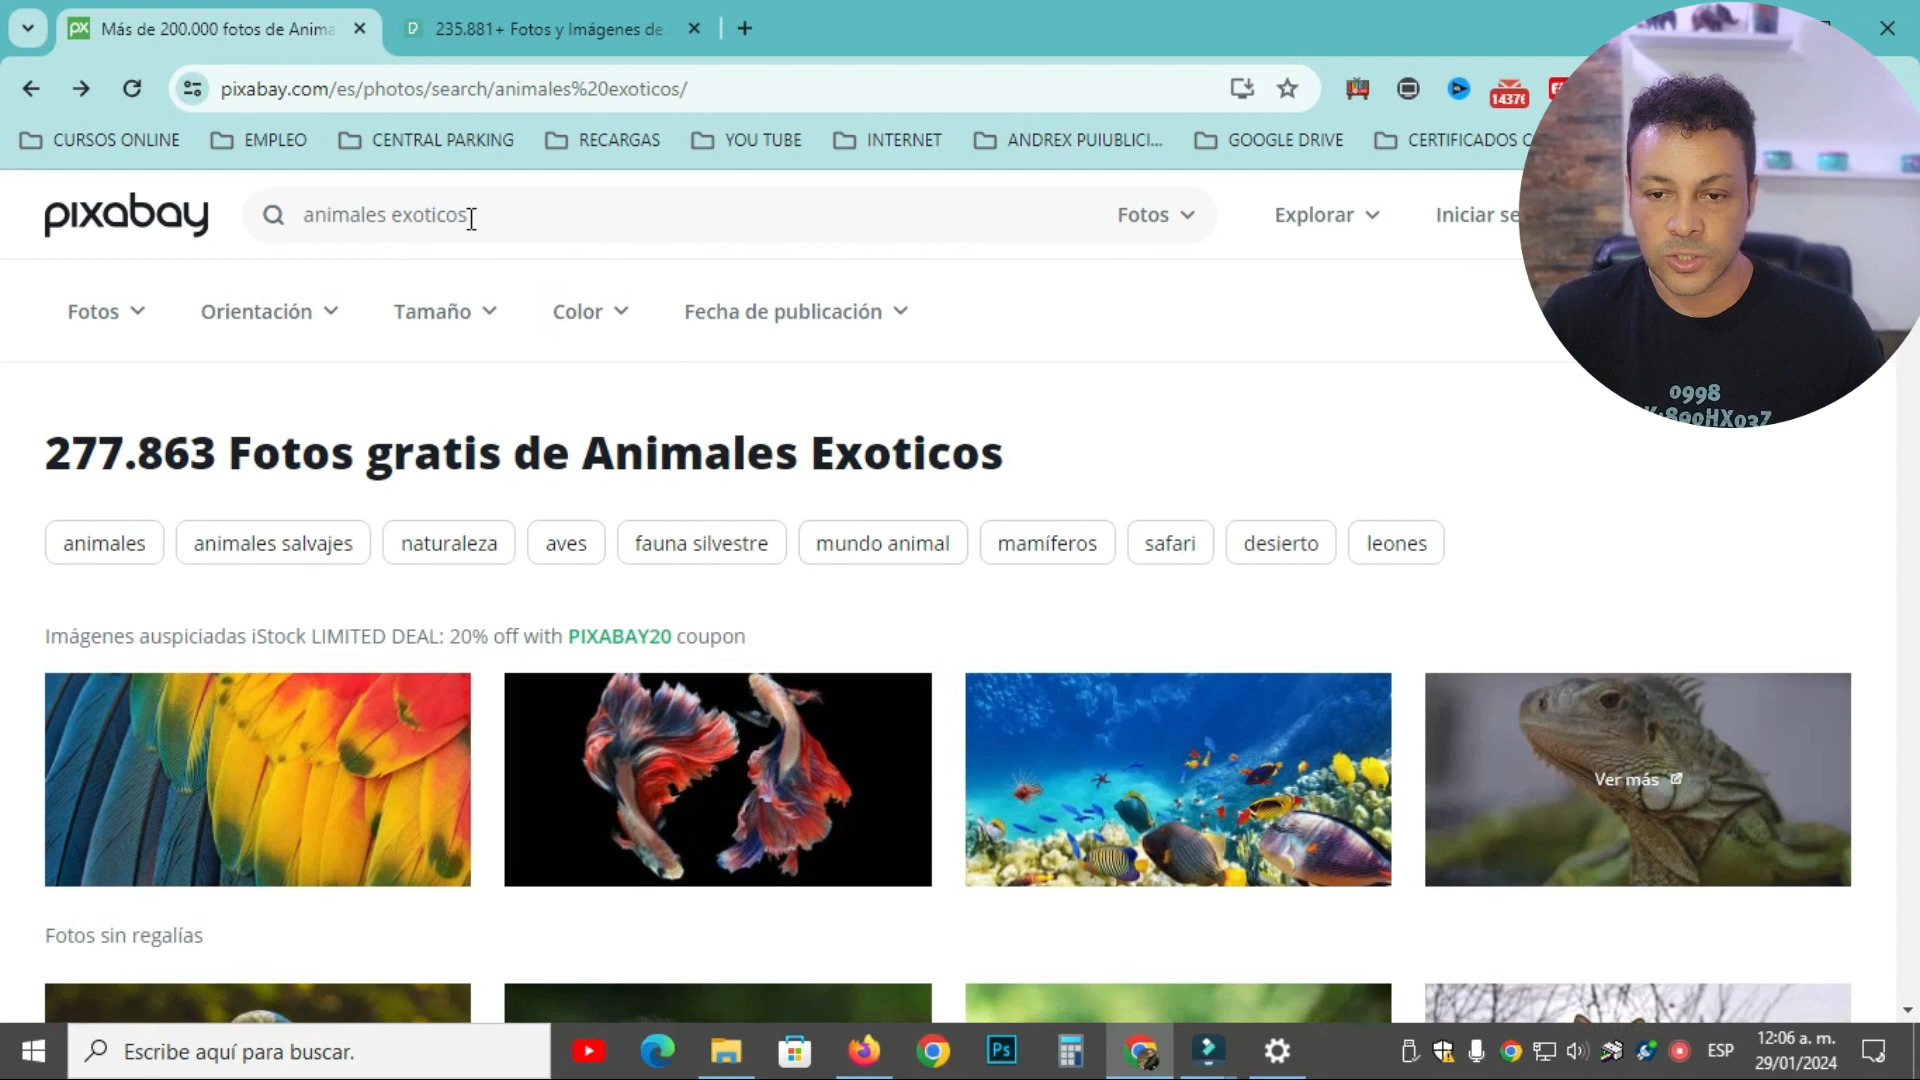 Más de 200.000 fotos de Anima
235.881+ Fotos y Imágenes de
pixabay.com/es/photos/search/animales%20exoticos/
14376
CURSOS ONLINE
EMPLEO
CENTRAL PARKING
RECARGAS
YOU TUBE
INTERNET
ANDREX PUIUBLICI...
GOOGLE DRIVE
CERTIFICADOS C
pixabay
animales exoticos
Fotos
Explorar
Iniciar se
0998
Fotos
Orientación
Tamaño
Color
Fecha de publicación
277.863 Fotos gratis de Animales Exoticos
animales
animales salvajes
naturaleza
aves
fauna silvestre
mundo animal
mamíferos
safari
desierto
leones
Imágenes auspiciadas iStock LIMITED DEAL: 20% off with PIXABAY20 coupon
Ver más
Fotos sin regalías
Escribe aquí para buscar.
Ps
ESP
12:06 a. m.
29/01/2024